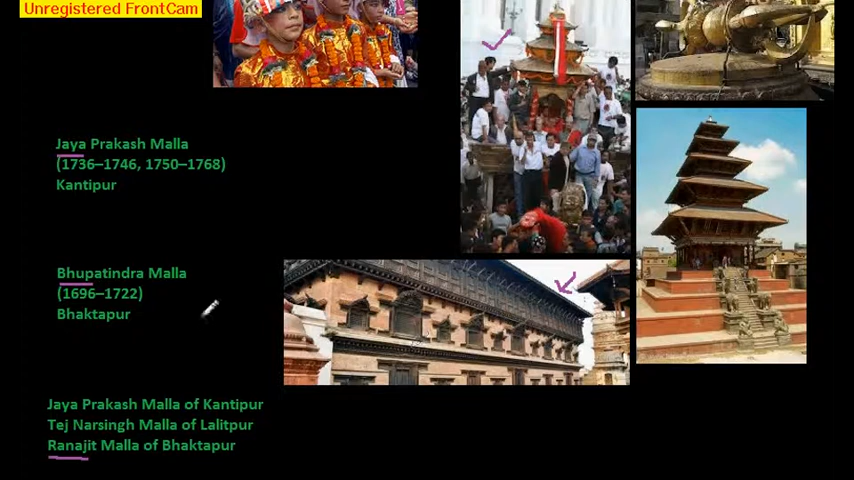 Unregistered FrontCam
Jaya Prakash Malla
(1736–1746, 1750–1768)
Kantipur
Bhupatindra Malla
(1696–1722)
Bhaktapur
Jaya Prakash Malla of Kantipur
Tej Narsingh Malla of Lalitpur
Ranajit Malla of Bhaktapur